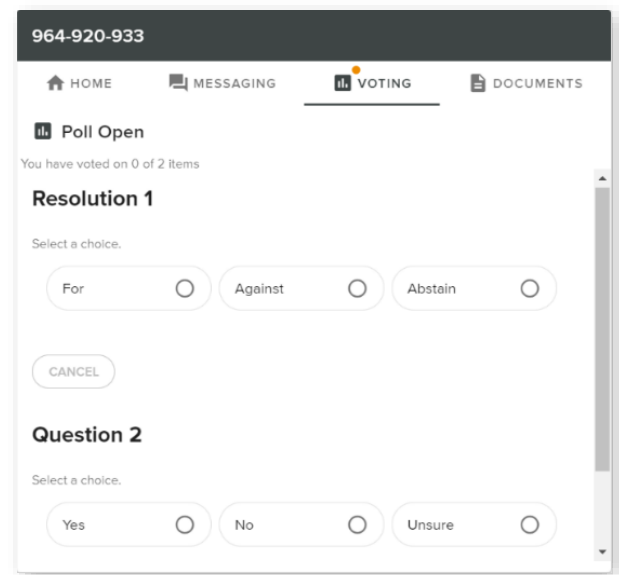 964-920-933
HOME MESSAGING VOTING DOCUMENTS
Poll Open
You have voted on 0 of 2 items
Resolution 1
Select a choice.
For Against Abstain
CANCEL
Question 2
Select a choice.
Yes No Unsure